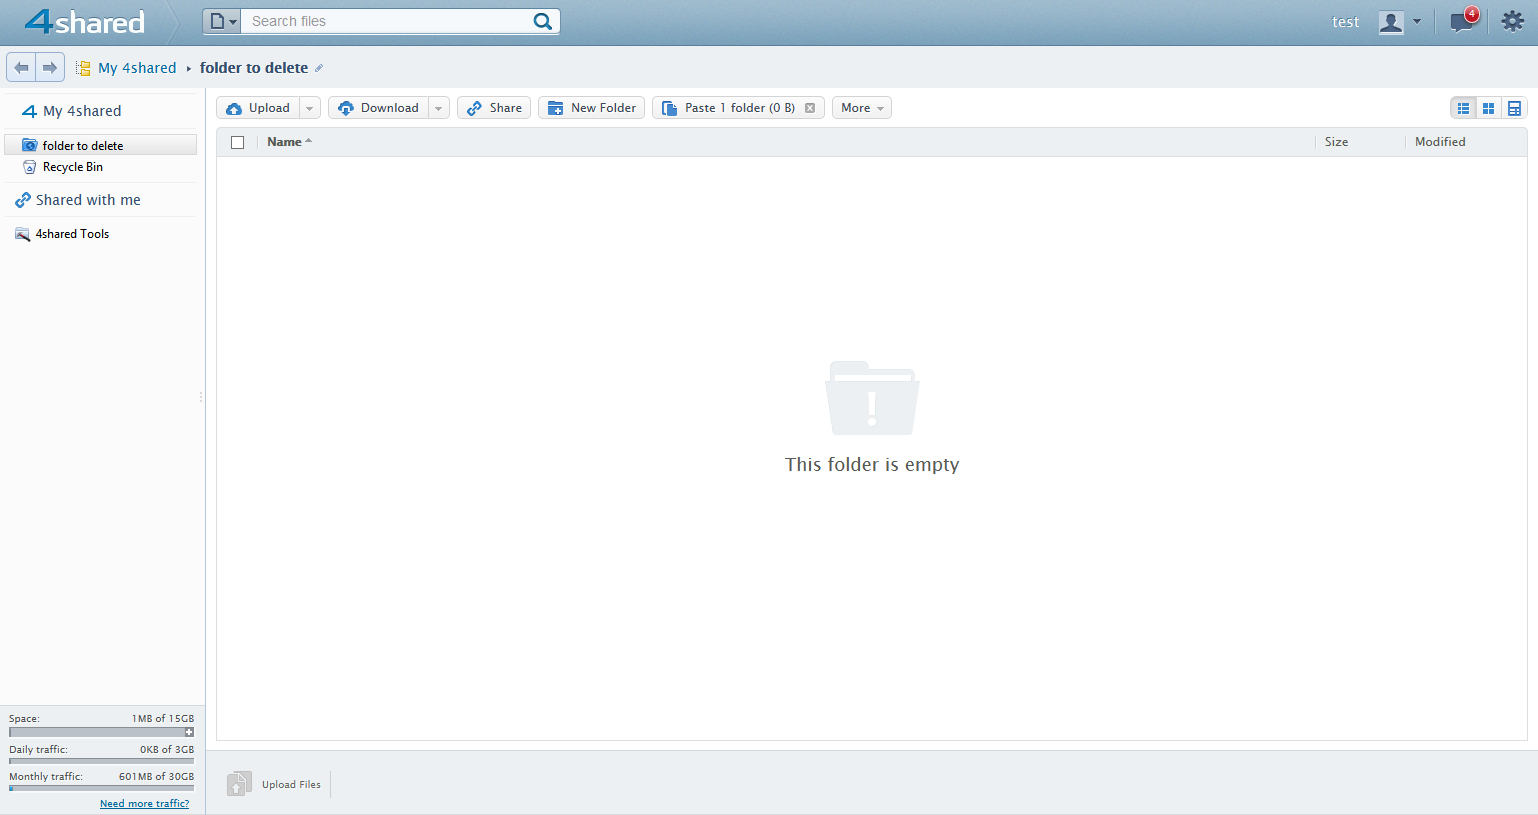 4shared
Search files
test
4
My 4shared
folder to delete
My 4shared
folder to delete
Recycle Bin
Shared with me
4shared Tools
Upload
Download
Share
New Folder
Paste 1 folder (0 B)
More
Name
Size
Modified
This folder is empty
Space: 1MB of 15GB
Daily traffic: 0KB of 3GB
Monthly traffic: 601MB of 30GB
Need more traffic?
Upload Files